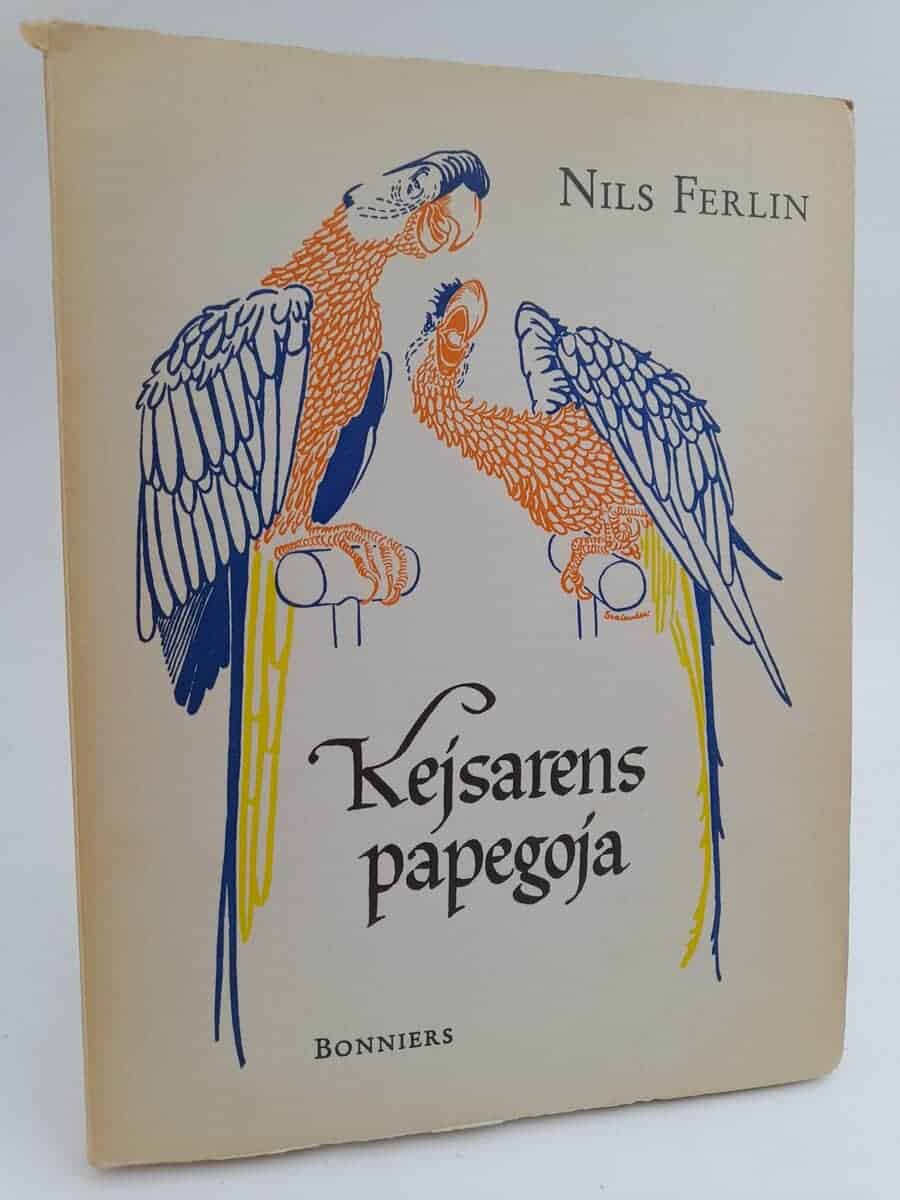 NILS FERLIN
Kejsarens
papegoja
BONNIERS